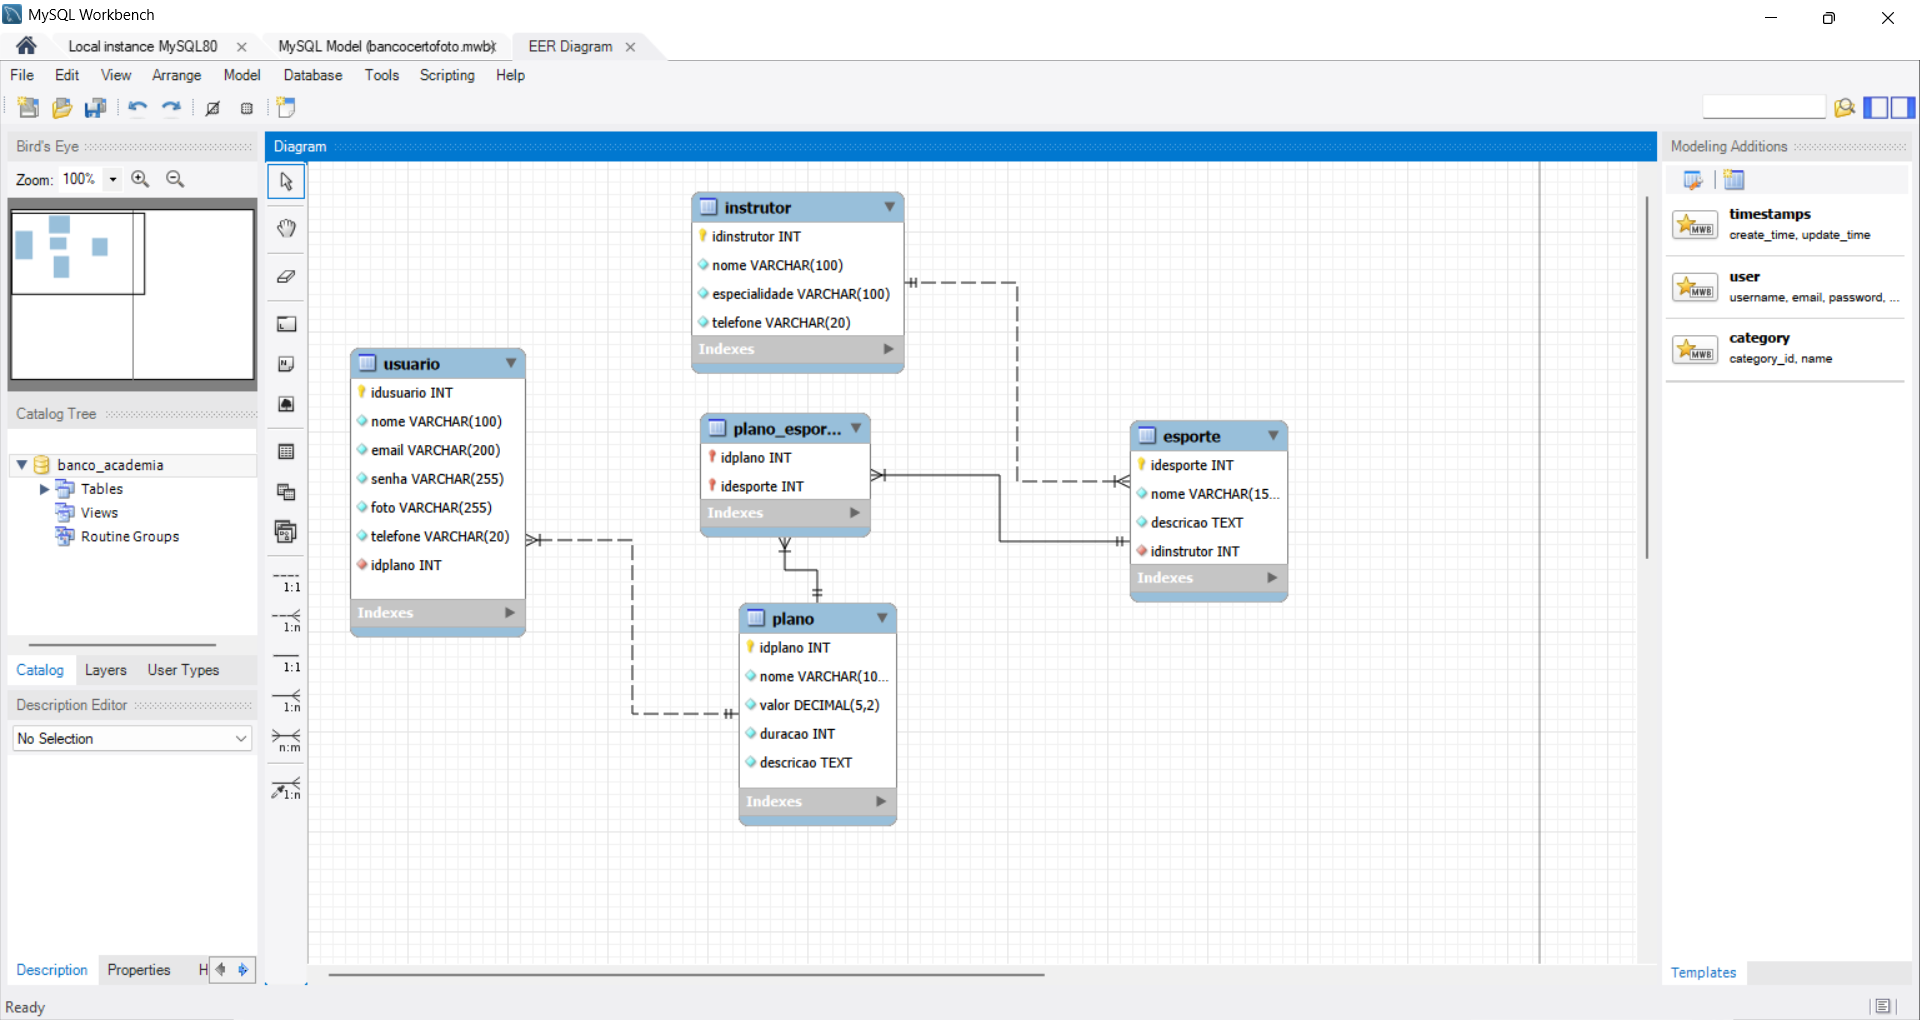 MySQL Workbench
Local instance MySQL80
MySQL Model (bancocertofoto.mwb)
EER Diagram
File Edit View Arrange Model Database Tools Scripting Help
Bird's Eye
Zoom: 100%
Catalog Tree
banco_academia
Tables
Views
Routine Groups
Catalog Layers User Types
Description Editor
No Selection
Description Properties H
Ready
Diagram
1:1
1:n
1:1
1:n
n:m
1:n
instrutor
idinstrutor INT
nome VARCHAR(100)
especialidade VARCHAR(100)
telefone VARCHAR(20)
Indexes
usuario
idusuario INT
nome VARCHAR(100)
email VARCHAR(200)
senha VARCHAR(255)
foto VARCHAR(255)
telefone VARCHAR(20)
idplano INT
Indexes
plano_espor...
idplano INT
idesporte INT
Indexes
esporte
idesporte INT
nome VARCHAR(15...
descricao TEXT
idinstrutor INT
Indexes
plano
idplano INT
nome VARCHAR(10...
valor DECIMAL(5,2)
duracao INT
descricao TEXT
Indexes
Modeling Additions
MWB
timestamps
create_time, update_time
MWB
user
username, email, password, ...
MWB
category
category_id, name
Templates